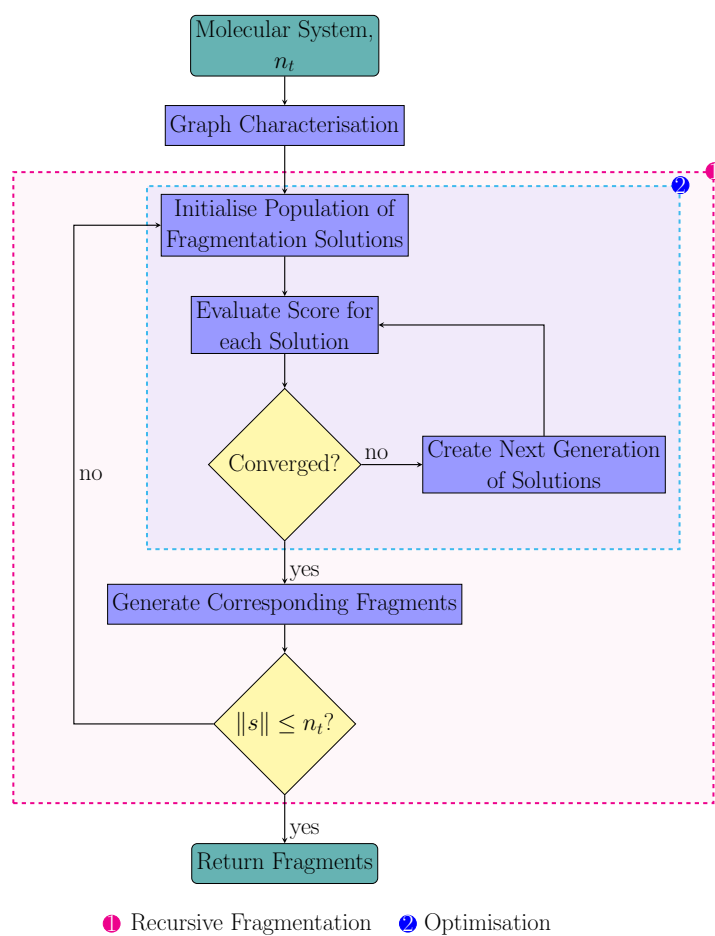 Molecular System,
n_t
Graph Characterisation
1
2
Initialise Population of
Fragmentation Solutions
Evaluate Score for
each Solution
Converged?
no
Create Next Generation
of Solutions
no
yes
Generate Corresponding Fragments
‖s‖ ≤ n_t?
yes
Return Fragments
1 Recursive Fragmentation 2 Optimisation